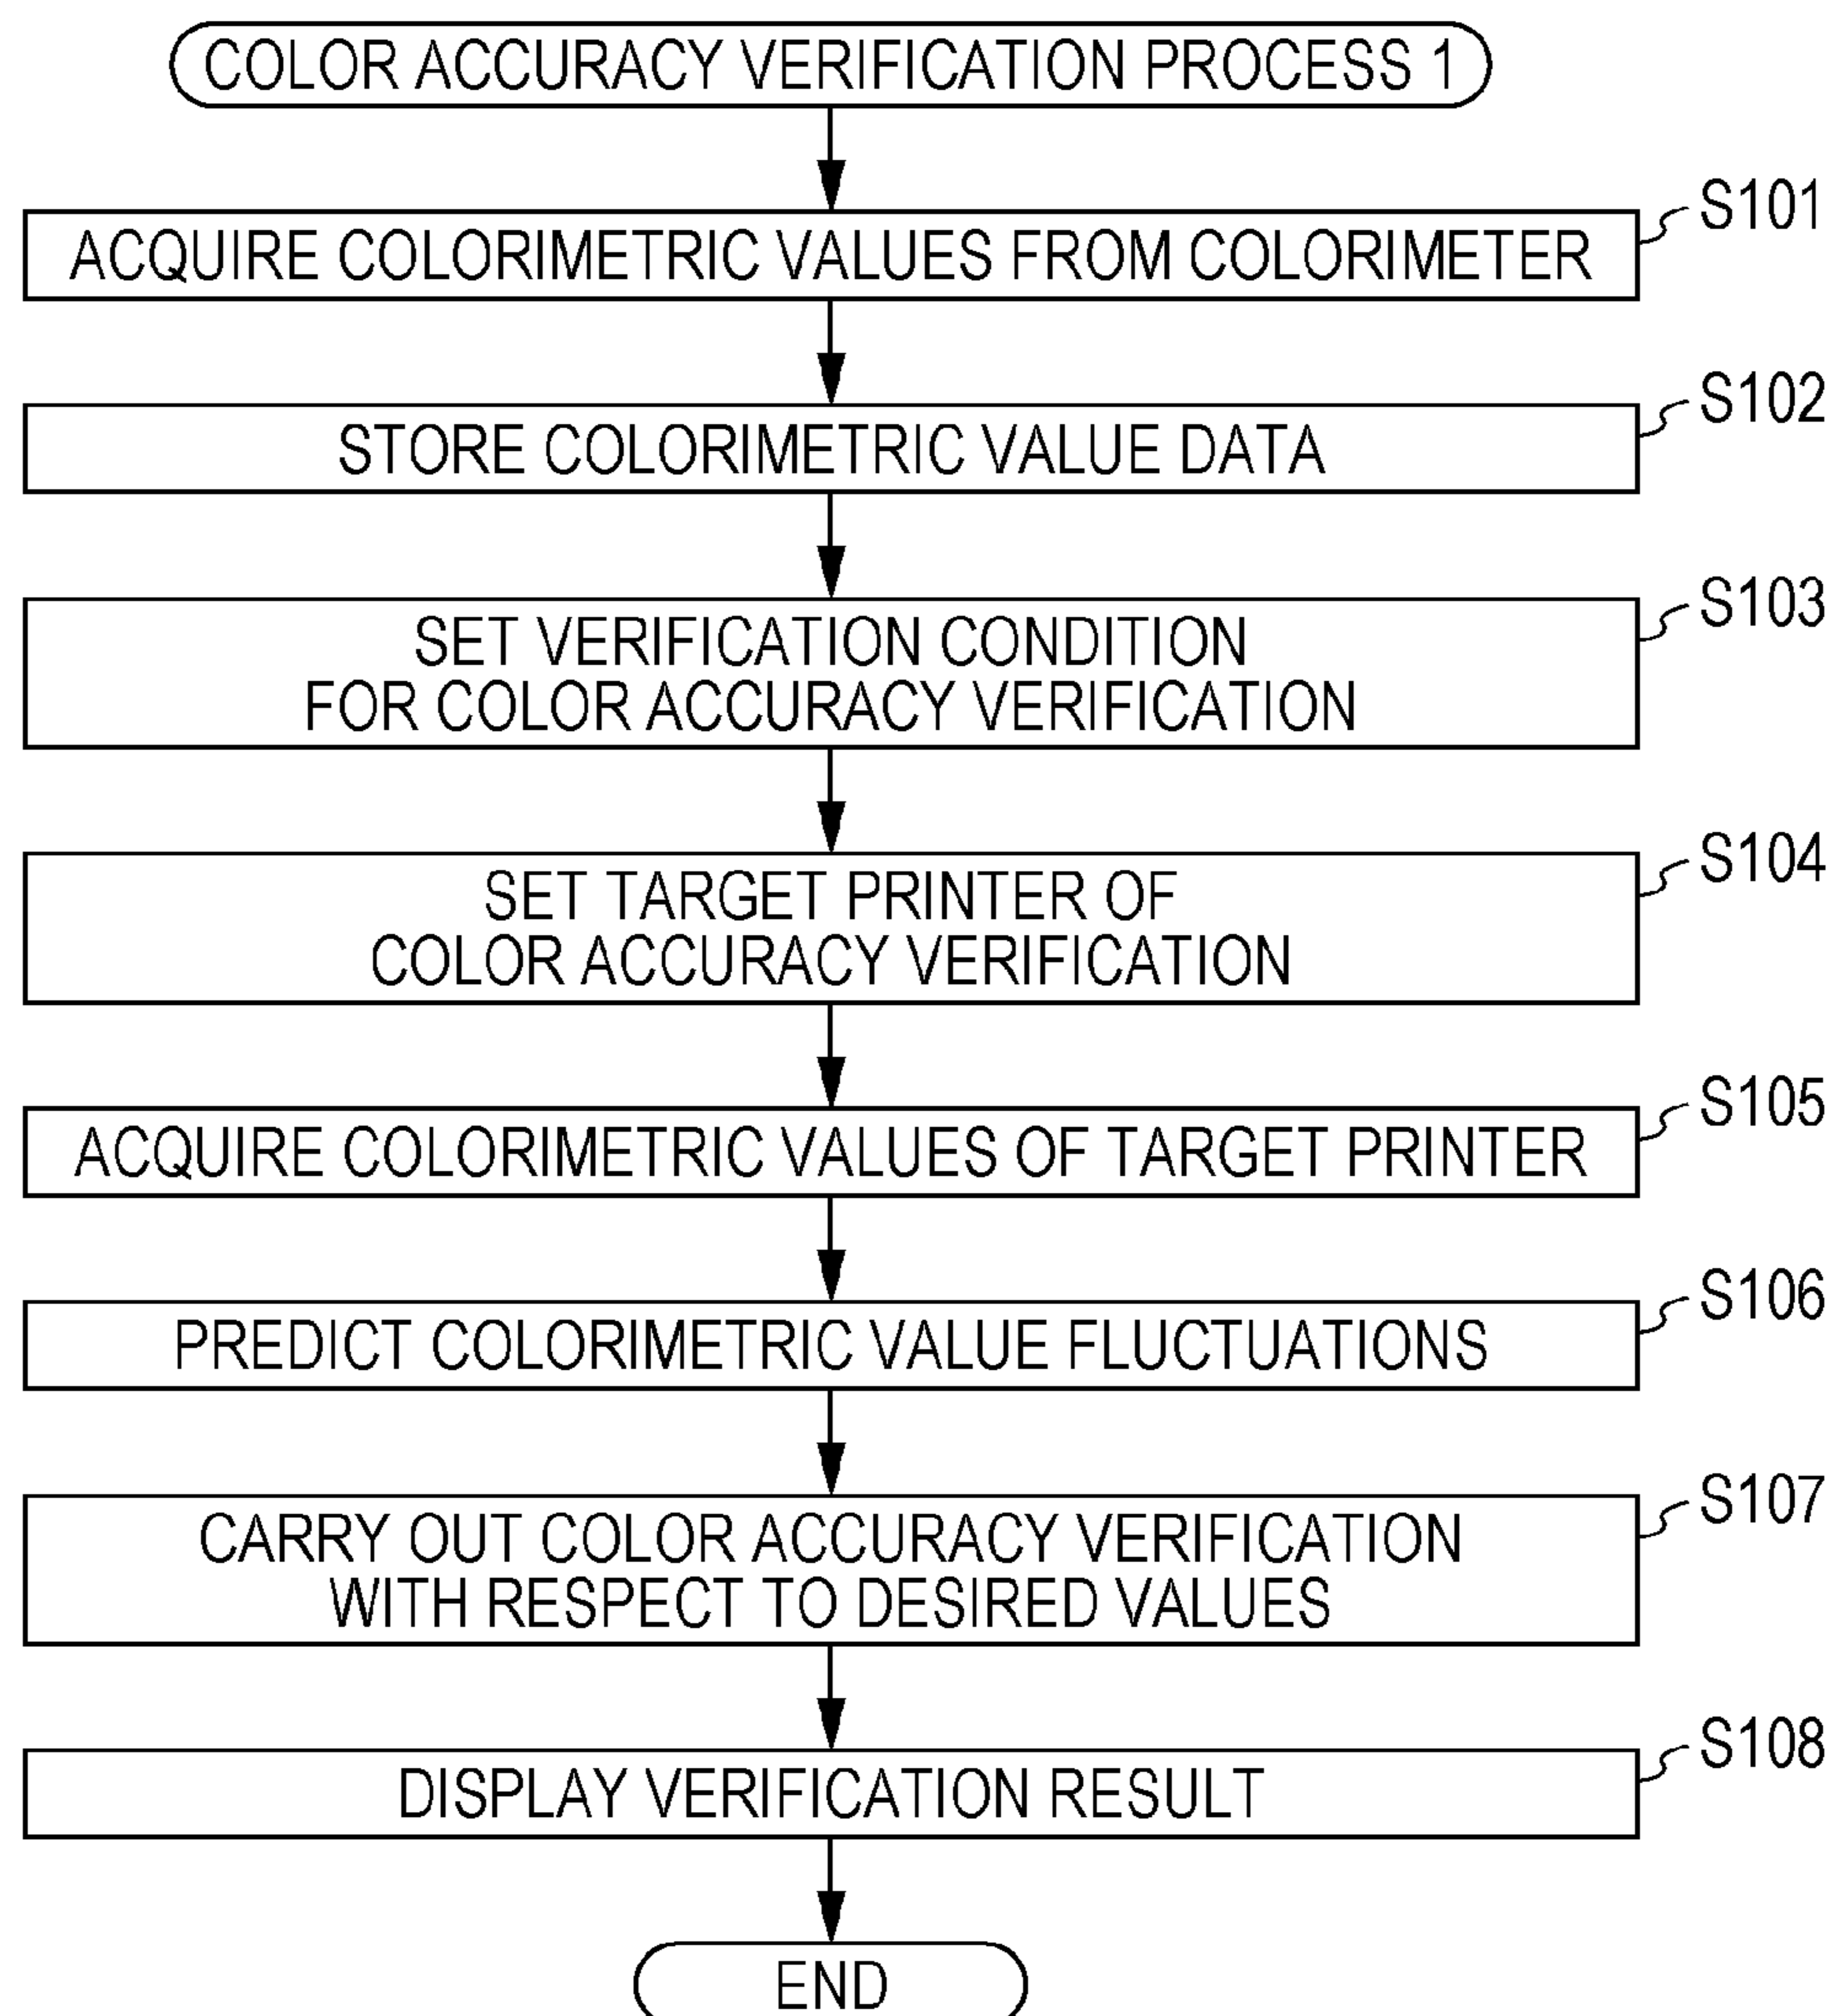 COLOR ACCURACY VERIFICATION PROCESS 1
S101
ACQUIRE COLORIMETRIC VALUES FROM COLORIMETER
S102
STORE COLORIMETRIC VALUE DATA
S103
SET VERIFICATION CONDITION
FOR COLOR ACCURACY VERIFICATION
S104
SET TARGET PRINTER OF
COLOR ACCURACY VERIFICATION
S105
ACQUIRE COLORIMETRIC VALUES OF TARGET PRINTER
S106
PREDICT COLORIMETRIC VALUE FLUCTUATIONS
S107
CARRY OUT COLOR ACCURACY VERIFICATION
WITH RESPECT TO DESIRED VALUES
S108
DISPLAY VERIFICATION RESULT
END